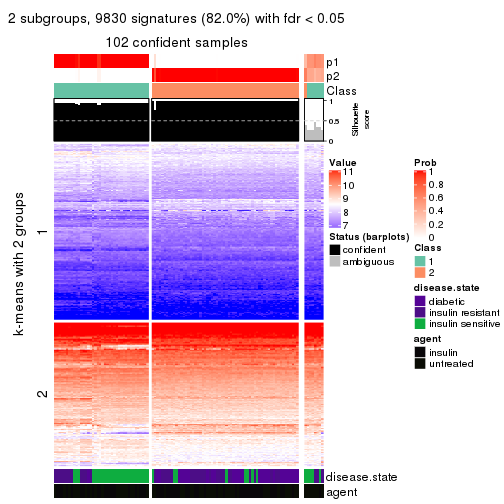 2 subgroups, 9830 signatures (82.0%) with fdr < 0.05
102 confident samples
p1
p2
Class
1
0.5
0
Silhouette
score
k-means with 2 groups
1
2
disease.state
agent
Value
11
10
9
8
7
Status (barplots)
confident
ambiguous
Prob
0.8
0.6
0.4
0.2
0
Class
1
2
disease.state
diabetic
insulin resistant
insulin sensitive
agent
insulin
untreated